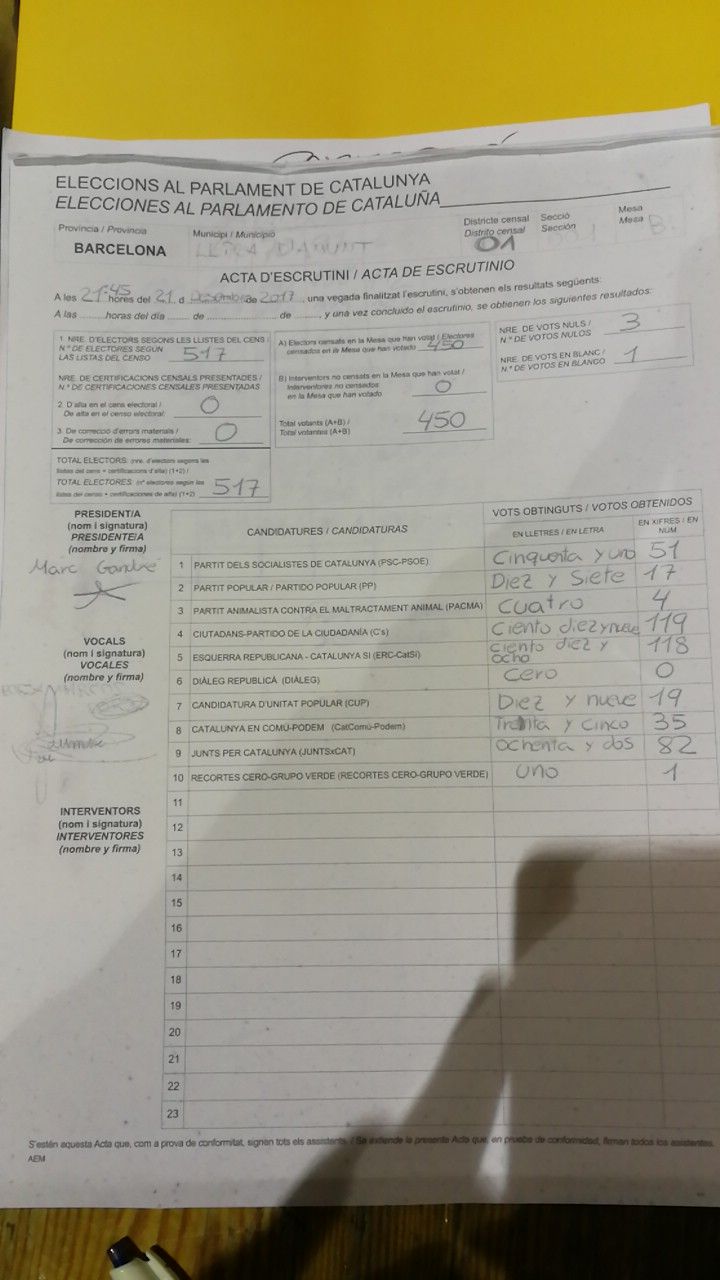 ELECCIONS AL PARLAMENT DE CATALUNYA
ELECCIONES AL PARLAMENTO DE CATALUÑA
Provincia / Provincia
BARCELONA
Municipi / Municipio
Districte censal
Distrito censal
01
Secció
Sección
Mesa
Mesa
B
ACTA D'ESCRUTINI / ACTA DE ESCRUTINIO
A les 21:45 hores del 21 d Desembre de 2017, una vegada finalitzat l'escrutini, s'obtenen els resultats següents:
A las ........ horas del día ........ de ........ de ........, y una vez concluido el escrutinio, se obtienen los siguientes resultados:
1. NRE. D'ELECTORS SEGONS LES LLISTES DEL CENS /
N.º DE ELECTORES SEGÚN
LAS LISTAS DEL CENSO 517
NRE. DE CERTIFICACIONS CENSALS PRESENTADES /
N.º DE CERTIFICACIONES CENSALES PRESENTADAS
2. D'alta en el cens electoral /
De alta en el censo electoral: 0
3. De correcció d'errors materials /
De corrección de errores materiales: 0
TOTAL ELECTORS: (nre. d'electors segons les
llistes del cens + certificacions d'alta) (1+2) /
TOTAL ELECTORES: (nº electores según las
listas del censo + certificaciones de alta) (1+2) 517
A) Electors censats en la Mesa que han votat / Electores
censados en la Mesa que han votado 450
B) Interventors no censats en la Mesa que han votat /
Interventores no censados
en la Mesa que han votado 0
Total votants (A+B) /
Total votantes (A+B) 450
NRE. DE VOTS NULS /
N.º DE VOTOS NULOS 3
NRE. DE VOTS EN BLANC /
N.º DE VOTOS EN BLANCO 1
PRESIDENT/A
(nom i signatura)
PRESIDENTE/A
(nombre y firma)
Marc
VOCALS
(nom i signatura)
VOCALES
(nombre y firma)
INTERVENTORS
(nom i signatura)
INTERVENTORES
(nombre y firma)
CANDIDATURES / CANDIDATURAS
VOTS OBTINGUTS / VOTOS OBTENIDOS
EN LLETRES / EN LETRA
EN XIFRES / EN NÚM
1 PARTIT DELS SOCIALISTES DE CATALUNYA (PSC-PSOE) Cinquenta y uno 51
2 PARTIT POPULAR / PARTIDO POPULAR (PP) Diez y Siete 17
3 PARTIT ANIMALISTA CONTRA EL MALTRACTAMENT ANIMAL (PACMA) Cuatro 4
4 CIUTADANS-PARTIDO DE LA CIUDADANÍA (C's) Ciento diez y nueve 119
5 ESQUERRA REPUBLICANA - CATALUNYA SI (ERC-CatSí) Ciento diez y ocho 118
6 DIÀLEG REPUBLICÀ (DIÀLEG) Cero 0
7 CANDIDATURA D'UNITAT POPULAR (CUP) Diez y nueve 19
8 CATALUNYA EN COMÚ-PODEM (CatComú-Podem) Treinta y Cinco 35
9 JUNTS PER CATALUNYA (JUNTSxCAT) Ochenta y dos 82
10 RECORTES CERO-GRUPO VERDE (RECORTES CERO-GRUPO VERDE) uno 1
11
12
13
14
15
16
17
18
19
20
21
22
23
S'estén aquesta Acta que, com a prova de conformitat, signen tots els assistents. / Se extiende la presente Acta que, en prueba de conformidad, firman todos los asistentes.
AEM